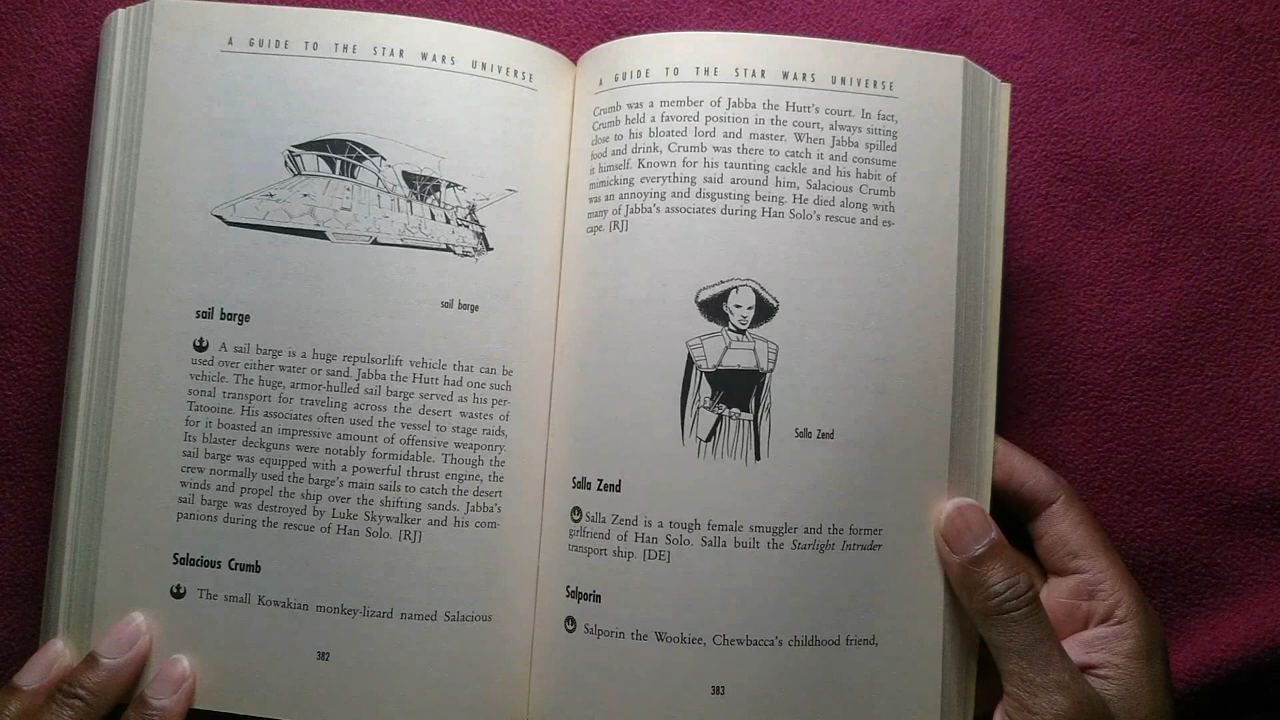 A GUIDE TO THE STAR WARS UNIVERSE
sail barge
sail barge
A sail barge is a huge repulsorlift vehicle that can be
used over either water or sand. Jabba the Hutt had one such
vehicle. The huge, armor-hulled sail barge served as his per-
sonal transport for traveling across the desert wastes of
Tatooine. His associates often used the vessel to stage raids,
for it boasted an impressive amount of offensive weaponry.
Its blaster deckguns were notably formidable. Though the
sail barge was equipped with a powerful thrust engine, the
crew normally used the barge's main sails to catch the desert
winds and propel the ship over the shifting sands. Jabba's
sail barge was destroyed by Luke Skywalker and his com-
panions during the rescue of Han Solo. [RJ]
Salacious Crumb
The small Kowakian monkey-lizard named Salacious
382
A GUIDE TO THE STAR WARS UNIVERSE
Crumb was a member of Jabba the Hutt's court. In fact,
Crumb held a favored position in the court, always sitting
close to his bloated lord and master. When Jabba spilled
food and drink, Crumb was there to catch it and consume
it himself. Known for his taunting cackle and his habit of
mimicking everything said around him, Salacious Crumb
was an annoying and disgusting being. He died along with
many of Jabba's associates during Han Solo's rescue and es-
cape. [RJ]
Salla Zend
Salla Zend
Salla Zend is a tough female smuggler and the former
girlfriend of Han Solo. Salla built the Starlight Intruder
transport ship. [DE]
Salporin
Salporin the Wookiee, Chewbacca's childhood friend,
383